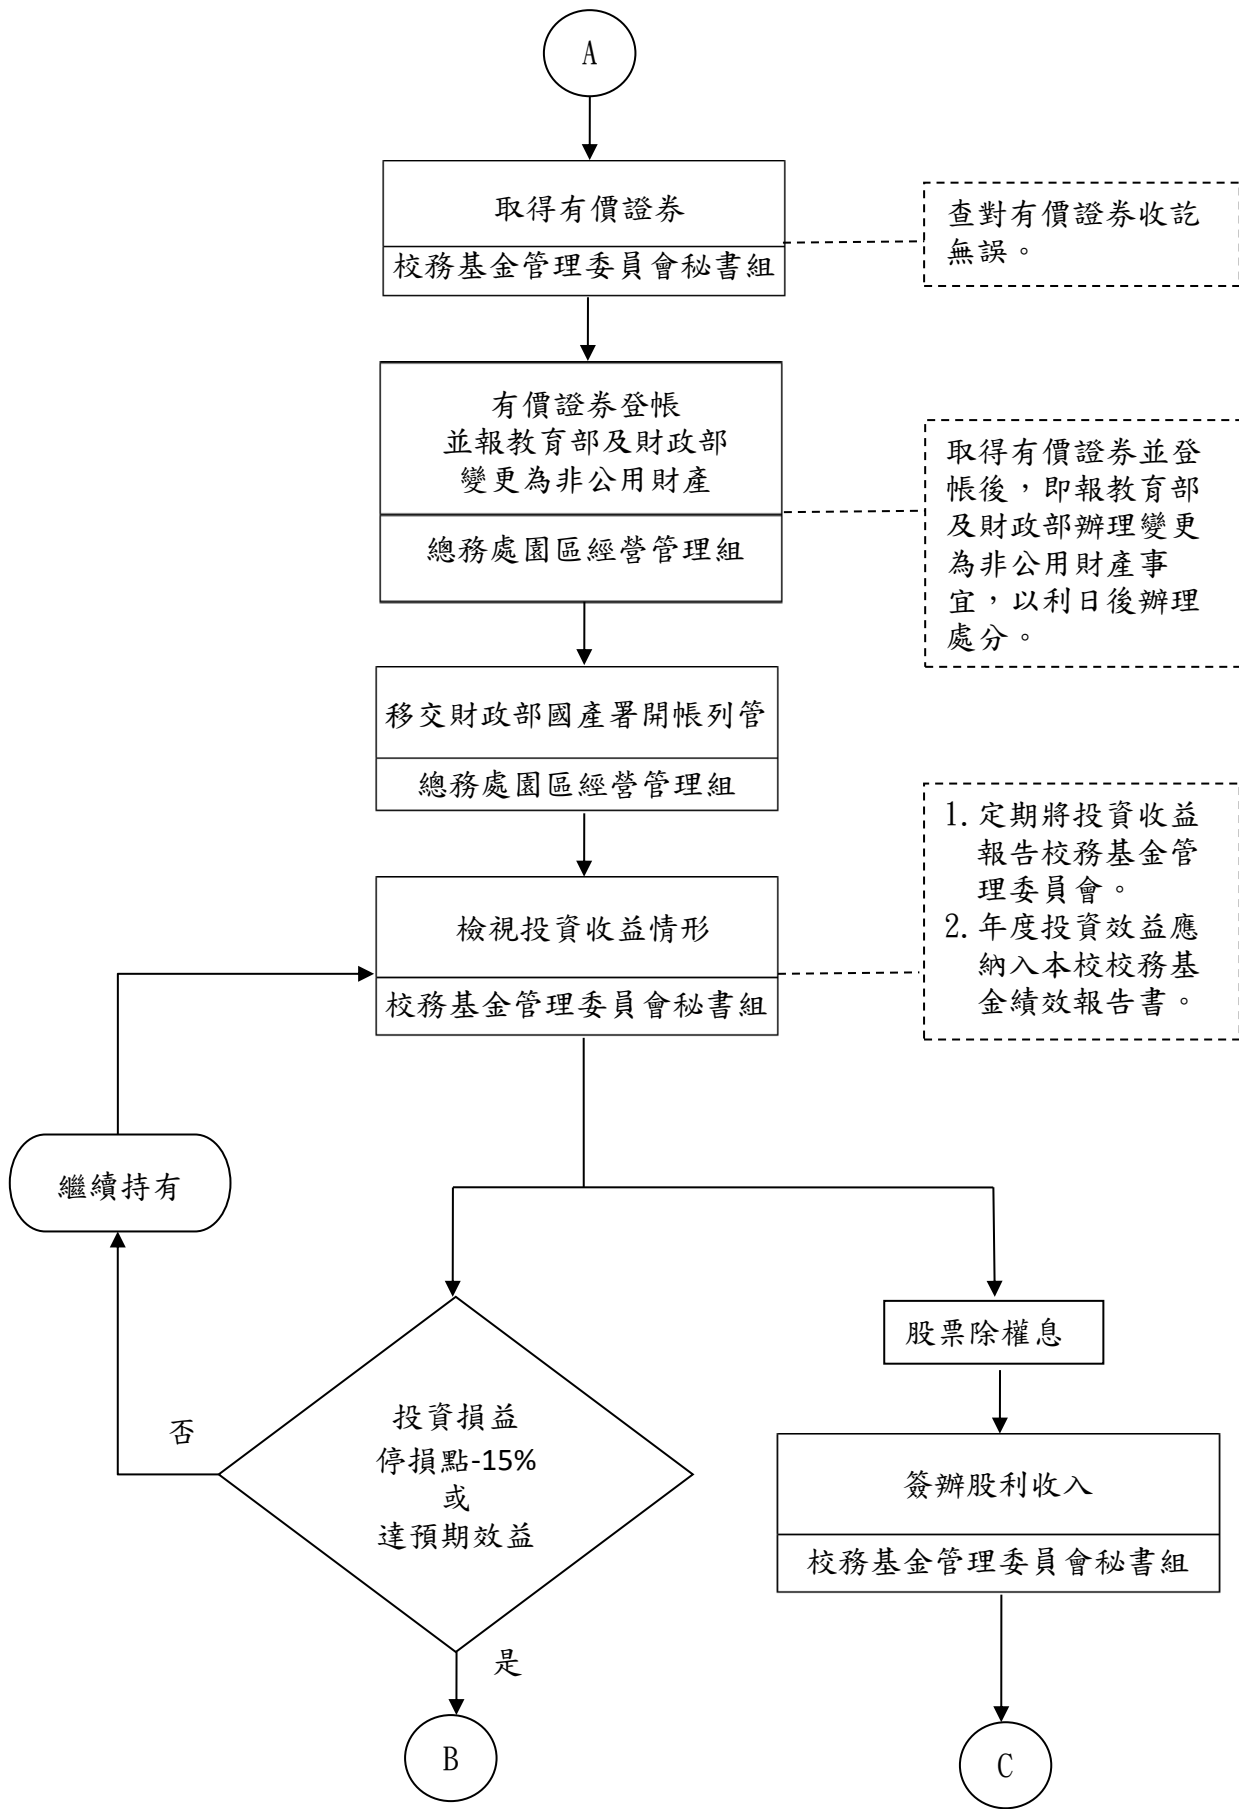 A
取得有價證券
校務基金管理委員會秘書組
查對有價證券收訖
無誤。
有價證券登帳
並報教育部及財政部
變更為非公用財產
總務處園區經營管理組
取得有價證券並登
帳後，即報教育部
及財政部辦理變更
為非公用財產事
宜，以利日後辦理
處分。
移交財政部國產署開帳列管
總務處園區經營管理組
檢視投資收益情形
校務基金管理委員會秘書組
1. 定期將投資收益
報告校務基金管
理委員會。
2. 年度投資效益應
納入本校校務基
金績效報告書。
繼續持有
否
投資損益
停損點-15%
或
達預期效益
是
B
股票除權息
簽辦股利收入
校務基金管理委員會秘書組
C